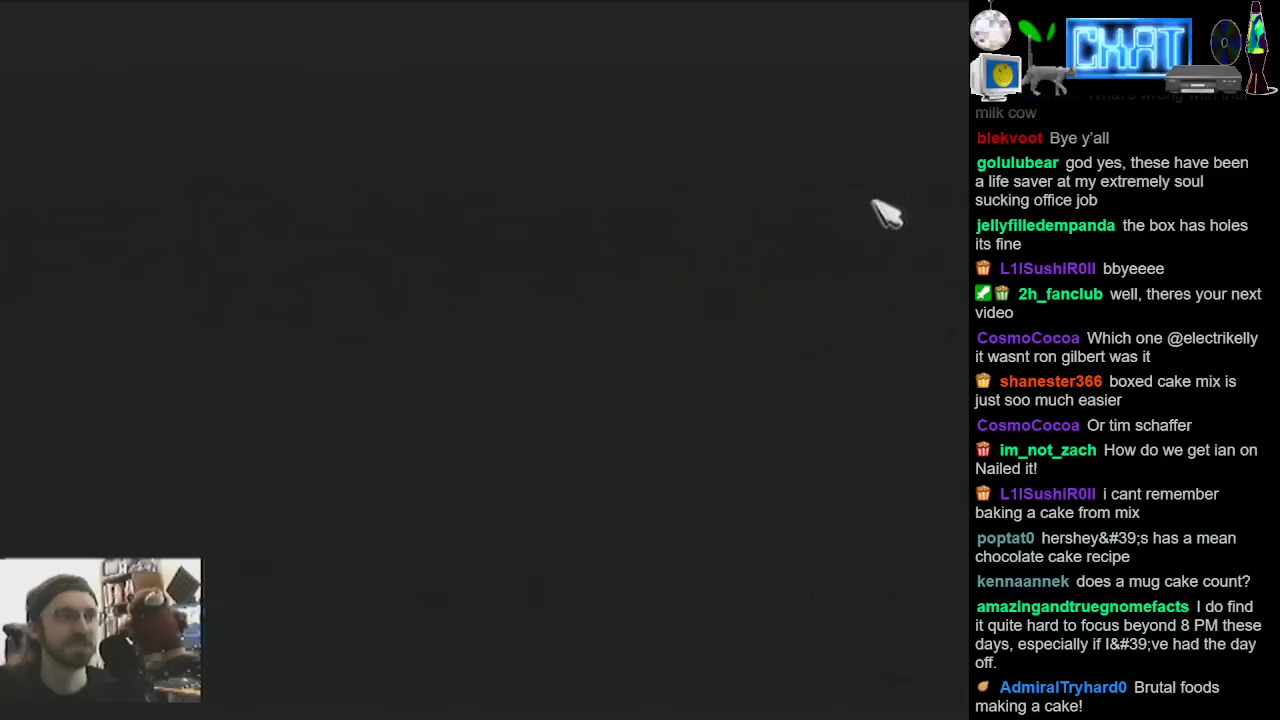 CHAT
What's wrong with that
milk cow
blekvoot Bye y'all
golulubear god yes, these have been
a life saver at my extremely soul
sucking office job
jellyfilledempanda the box has holes
its fine
L1lSushiR0ll bbyeeee
2h_fanclub well, theres your next
video
CosmoCocoa Which one @electrikelly
it wasnt ron gilbert was it
shanester366 boxed cake mix is
just soo much easier
CosmoCocoa Or tim schaffer
im_not_zach How do we get ian on
Nailed it!
L1lSushiR0ll i cant remember
baking a cake from mix
poptat0 hershey&#39;s has a mean
chocolate cake recipe
kennaannek does a mug cake count?
amazingandtruegnomefacts I do find
it quite hard to focus beyond 8 PM these
days, especially if I&#39;ve had the day
off.
AdmiralTryhard0 Brutal foods
making a cake!